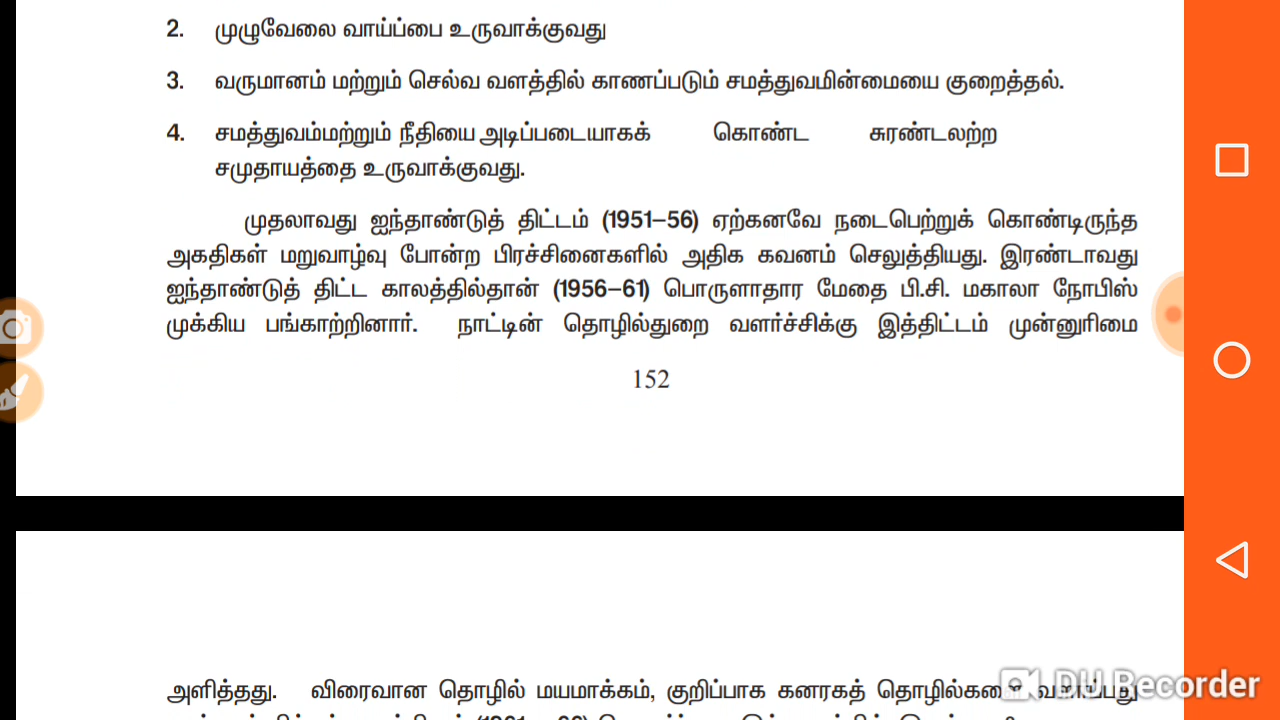 2. முழுவேலை வாய்ப்பை உருவாக்குவது
3. வருமானம் மற்றும் செல்வ வளத்தில் காணப்படும் சமத்துவமின்மையை குறைத்தல்.
4. சமத்துவம்மற்றும் நீதியை அடிப்படையாகக் கொண்ட சுரண்டலற்ற
சமுதாயத்தை உருவாக்குவது.
முதலாவது ஐந்தாண்டுத் திட்டம் (1951–56) ஏற்கனவே நடைபெற்றுக் கொண்டிருந்த
அகதிகள் மறுவாழ்வு போன்ற பிரச்சினைகளில் அதிக கவனம் செலுத்தியது. இரண்டாவது
ஐந்தாண்டுத் திட்ட காலத்தில்தான் (1956–61) பொருளாதார மேதை பி.சி. மகாலா நோபிஸ்
முக்கிய பங்காற்றினார். நாட்டின் தொழில்துறை வளர்ச்சிக்கு இத்திட்டம் முன்னுரிமை
152
அளித்தது. விரைவான தொழில் மயமாக்கம், குறிப்பாக கனரகத் தொழில்களை
DU Recorder